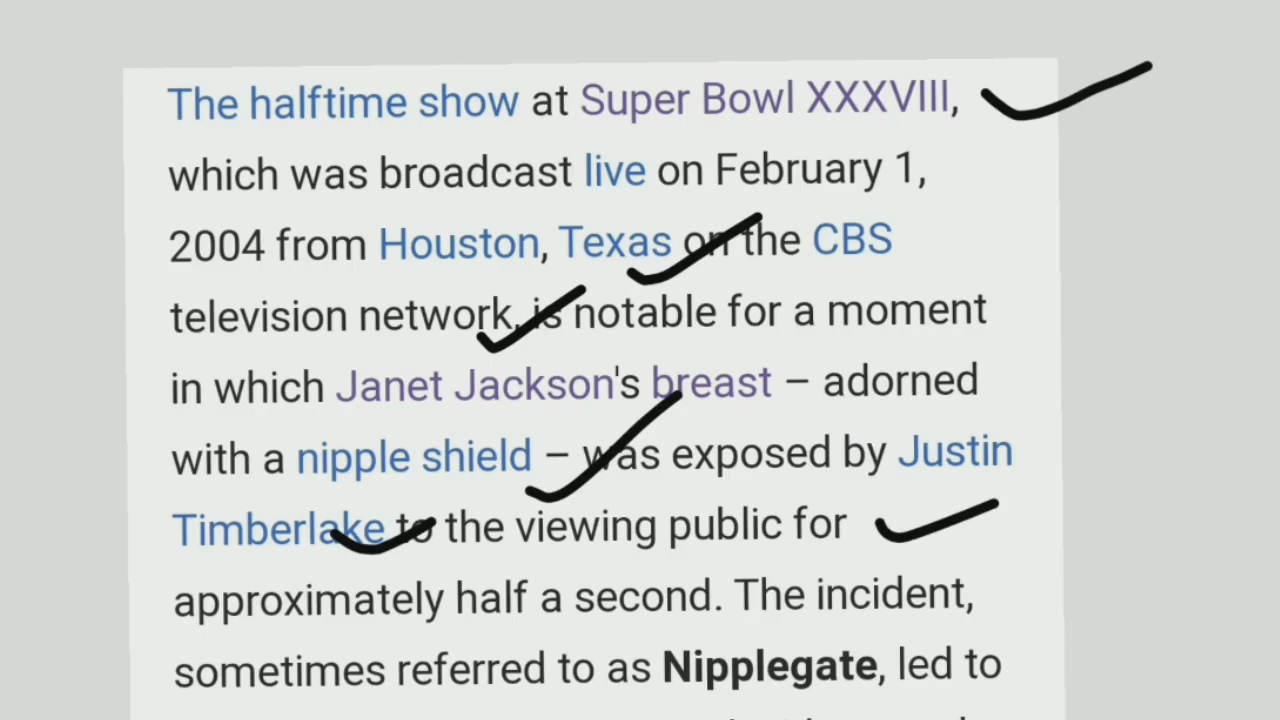 The halftime show at Super Bowl XXXVIII,
which was broadcast live on February 1,
2004 from Houston, Texas on the CBS
television network, is notable for a moment
in which Janet Jackson's breast – adorned
with a nipple shield – was exposed by Justin
Timberlake to the viewing public for
approximately half a second. The incident,
sometimes referred to as Nipplegate, led to